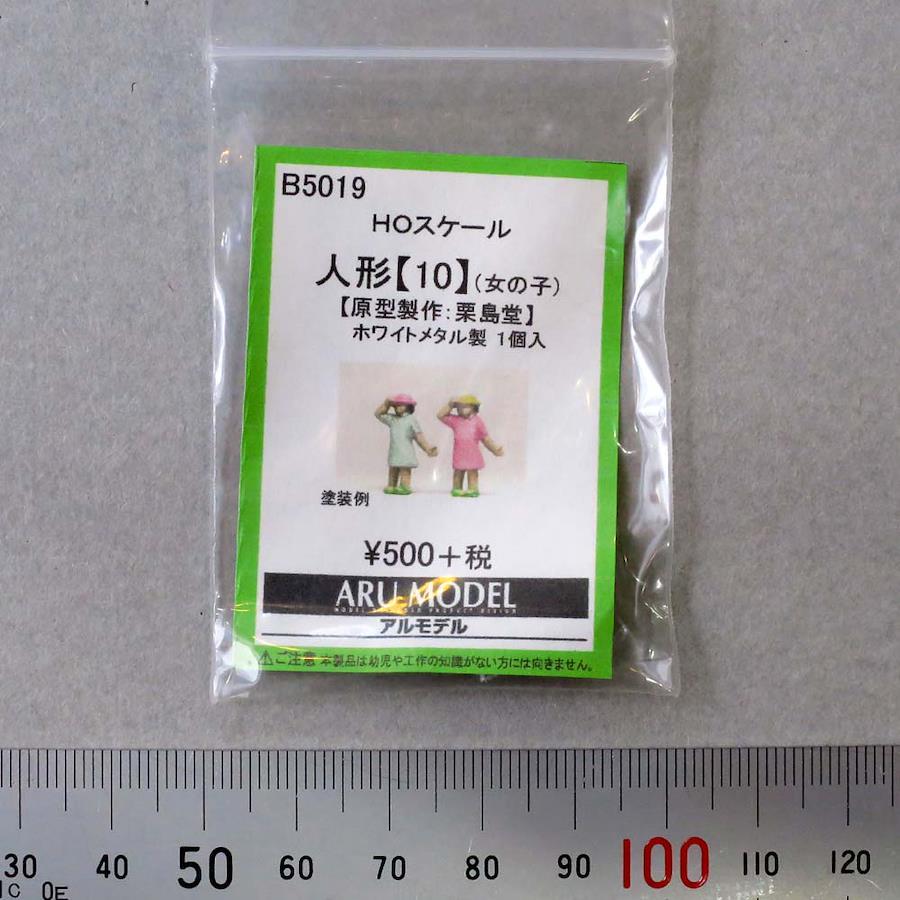 B5019
HOスケール
人形【10】(女の子)
【原型製作:栗島堂】
ホワイトメタル製 1個入
塗装例
¥500+税
ARU MODEL
アルモデル
⚠ご注意 本製品は幼児や工作の知識がない方には向きません。
30 40 50 60 70 80 90 100 110 120